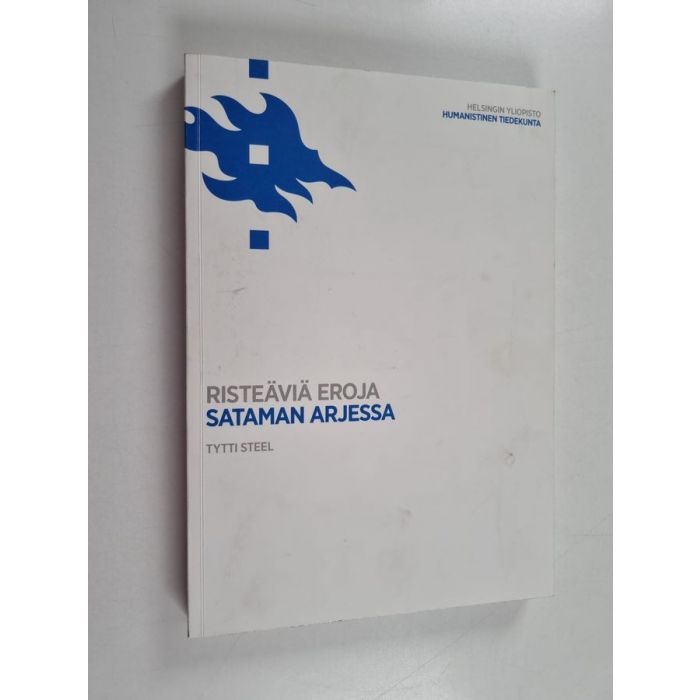 HELSINGIN YLIOPISTO
HUMANISTINEN TIEDEKUNTA
RISTEÄVIÄ EROJA
SATAMAN ARJESSA
TYTTI STEEL